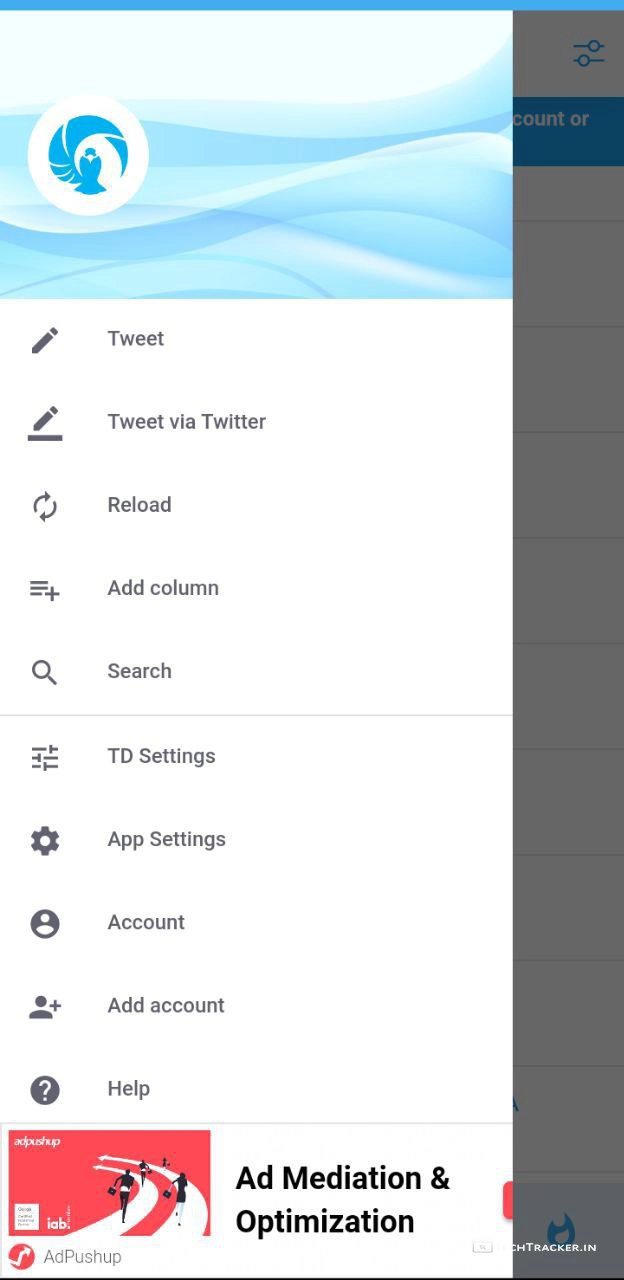 count or
Tweet
Tweet via Twitter
Reload
Add column
Search
TD Settings
App Settings
Account
Add account
Help
adpushup
Google
iab.
Ad Mediation &
Optimization
AdPushup
CHTRACKER.IN